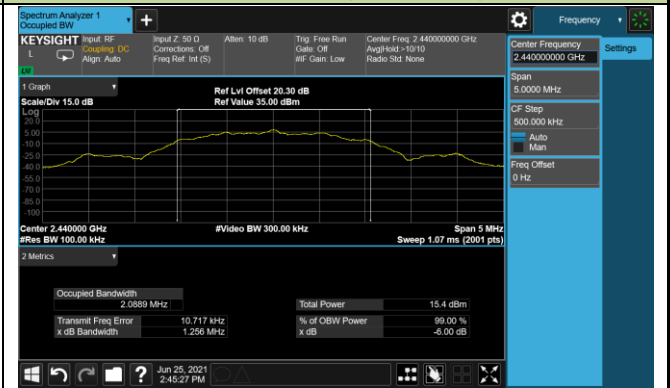 Spectrum Analyzer 1
Occupied BW
+
Frequency
KEYSIGHT
L
Input: RF
Coupling: DC
Align: Auto
Input Z: 50 Ω
Corrections: Off
Freq Ref: Int (S)
Atten: 10 dB
Trig: Free Run
Gate: Off
#IF Gain: Low
Center Freq: 2.440000000 GHz
Avg|Hold:>10/10
Radio Std: None
Center Frequency
2.440000000 GHz
Settings
Span
5.0000 MHz
CF Step
500.000 kHz
Auto
Man
Freq Offset
0 Hz
1 Graph
Scale/Div 15.0 dB
Ref Lvl Offset 20.30 dB
Ref Value 35.00 dBm
Log
20.0
5.00
-10.0
-25.0
-40.0
-55.0
-70.0
-85.0
-100
Center 2.440000 GHz
#Res BW 100.00 kHz
#Video BW 300.00 kHz
Span 5 MHz
Sweep 1.07 ms (2001 pts)
2 Metrics
Occupied Bandwidth
2.0889 MHz
Total Power 15.4 dBm
Transmit Freq Error 10.717 kHz
% of OBW Power 99.00 %
x dB Bandwidth 1.256 MHz
x dB -6.00 dB
?
Jun 25, 2021
2:45:27 PM